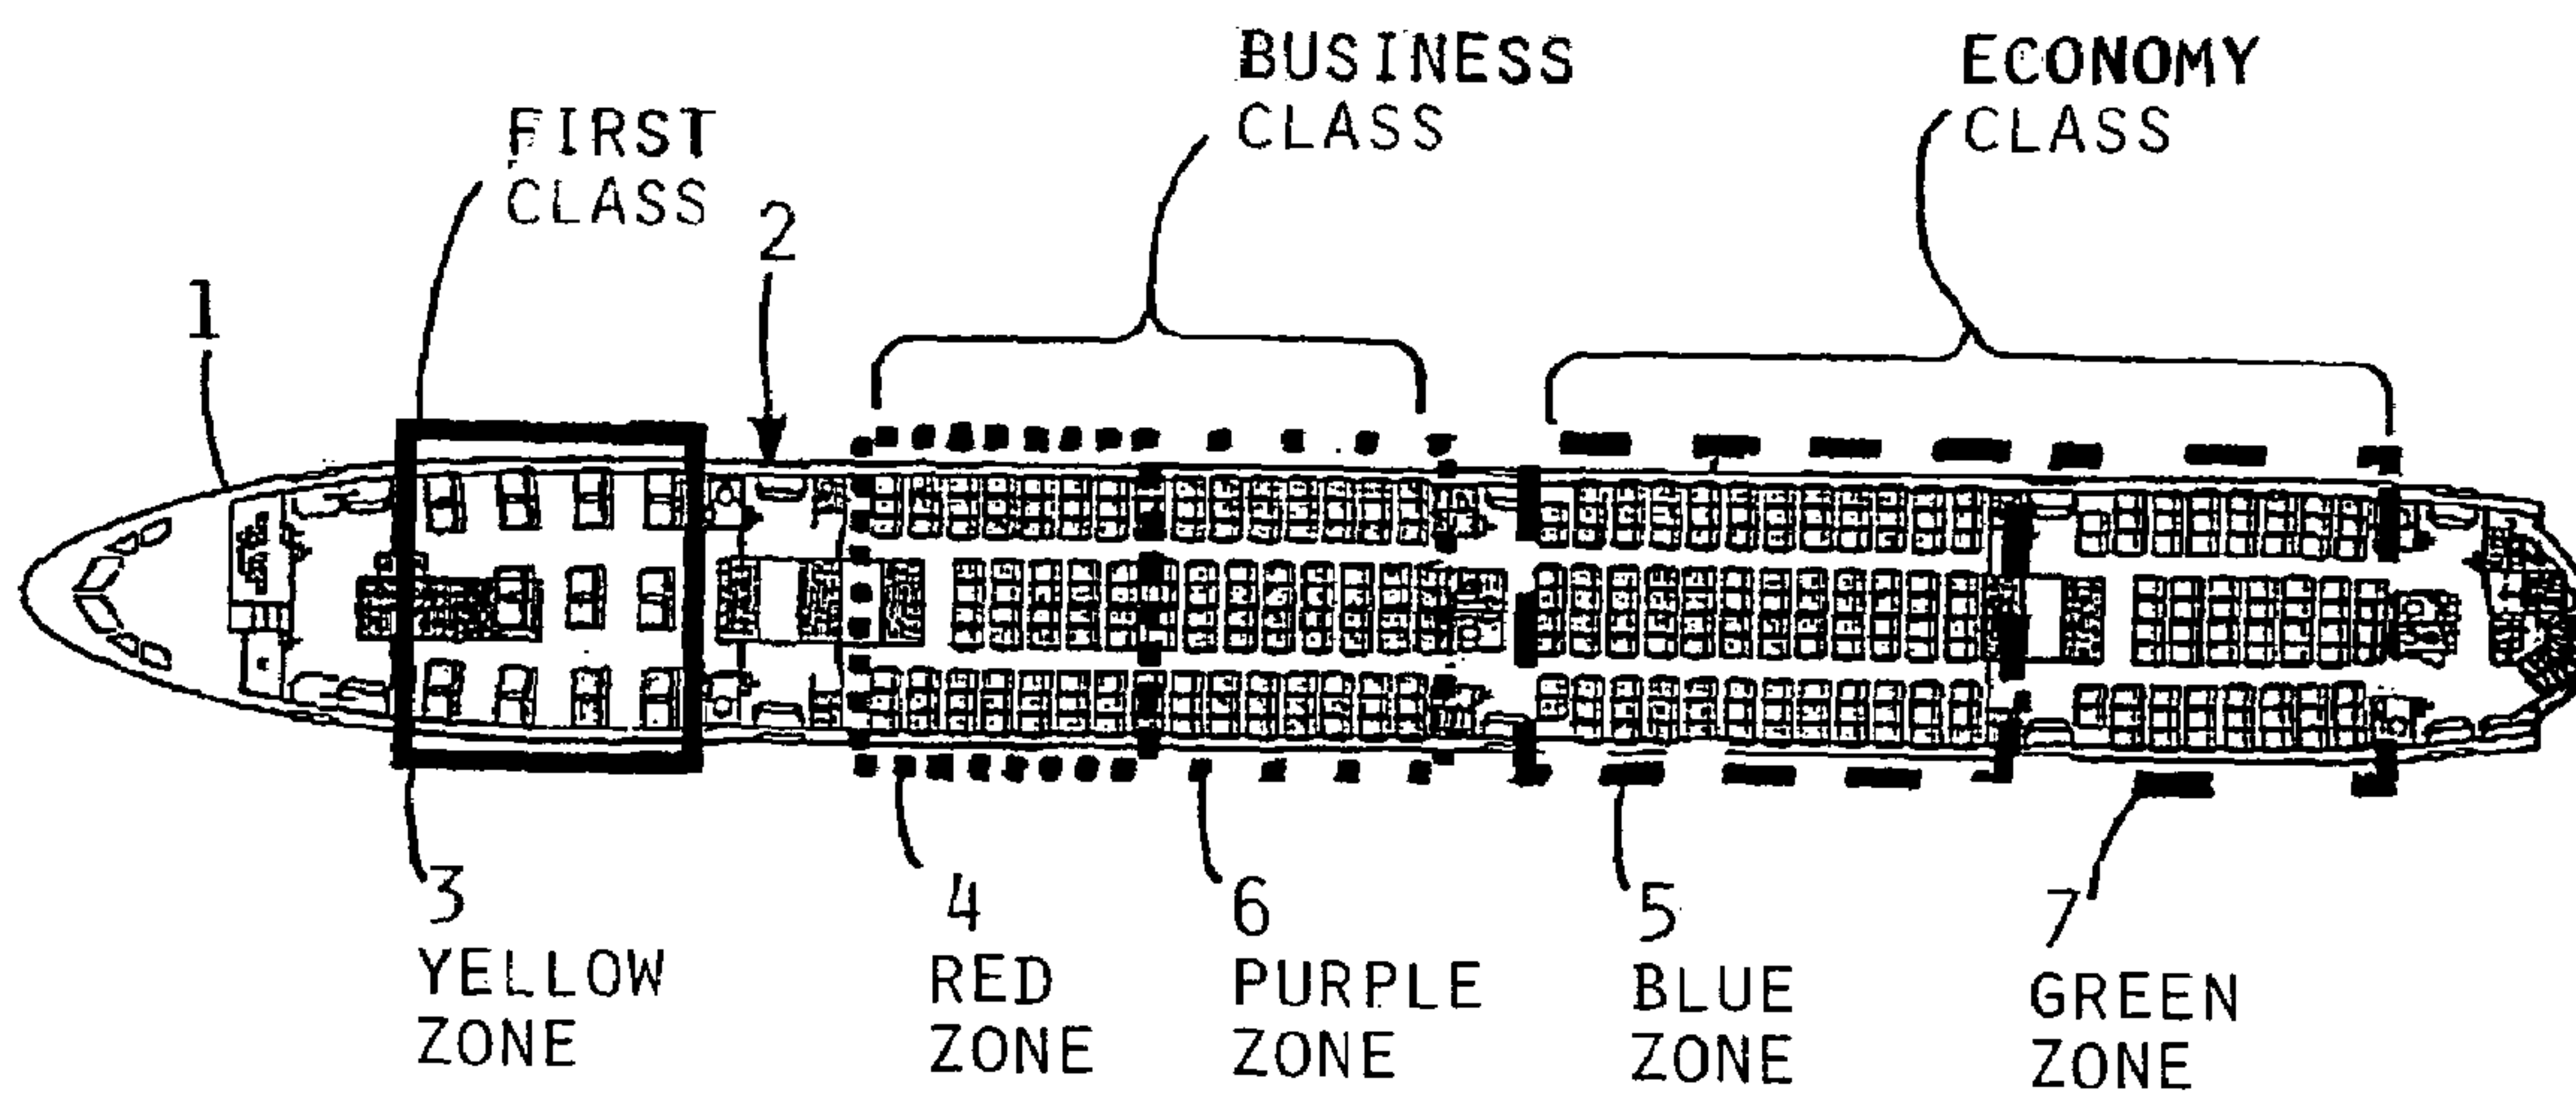 BUSINESS
CLASS
ECONOMY
CLASS
FIRST
CLASS
2
1
3
YELLOW
ZONE
4
RED
ZONE
6
PURPLE
ZONE
5
BLUE
ZONE
7
GREEN
ZONE